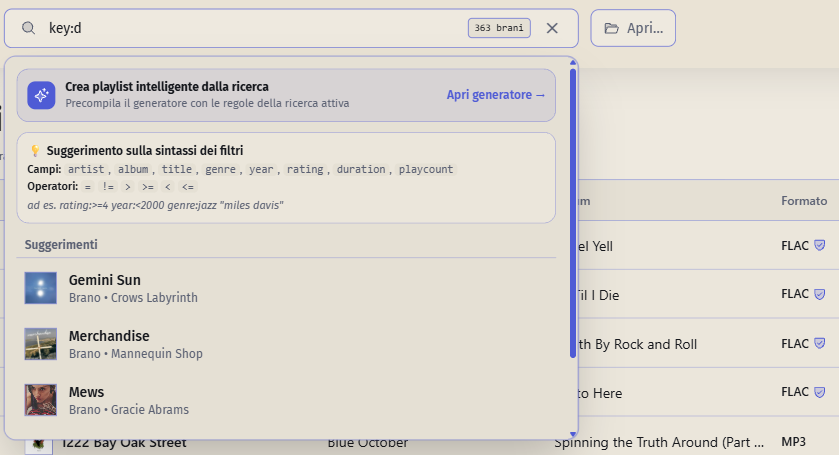 key:d
363 brani
Apri...
Crea playlist intelligente dalla ricerca
Precompila il generatore con le regole della ricerca attiva
Apri generatore →
💡 Suggerimento sulla sintassi dei filtri
Campi: artist, album, title, genre, year, rating, duration, playcount
Operatori: = != > >= < <=
ad es. rating:>=4 year:<2000 genre:jazz "miles davis"
Suggerimenti
Gemini Sun
Brano • Crows Labyrinth
Merchandise
Brano • Mannequin Shop
Mews
Brano • Gracie Abrams
Formato
el Yell
FLAC
Til I Die
FLAC
th By Rock and Roll
FLAC
to Here
FLAC
1222 Bay Oak Street
Blue October
Spinning the Truth Around (Part ...
MP3